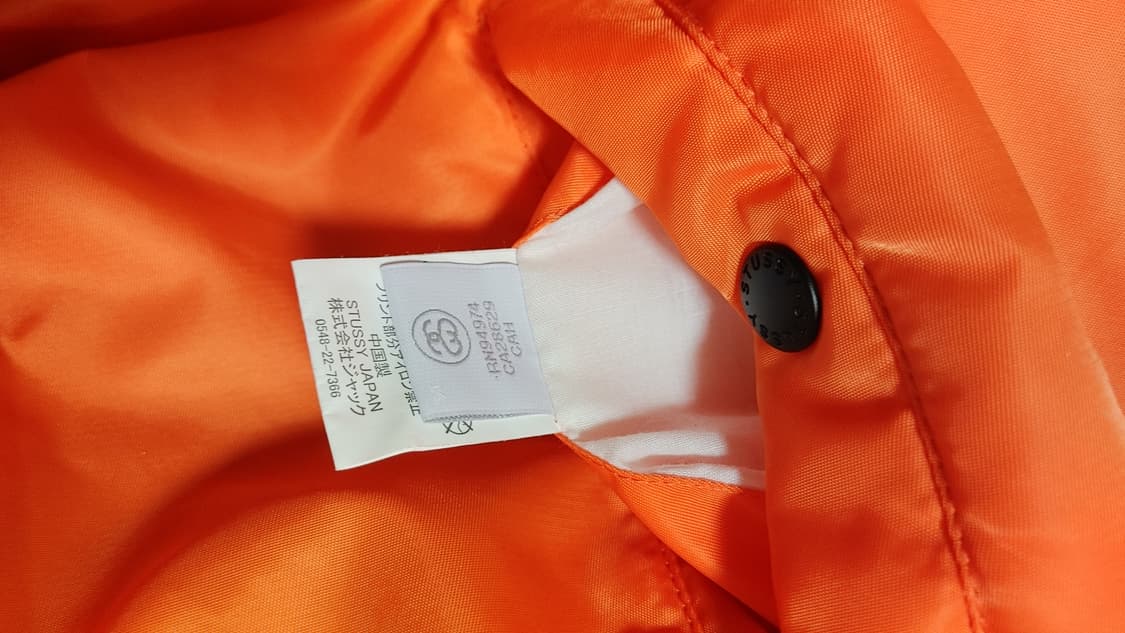 プリント部分アイロン禁止
中国製
STUSSY JAPAN
株式会社ジャック
0548-22-7366
RN94974
CA28629
CAH
STUSSY